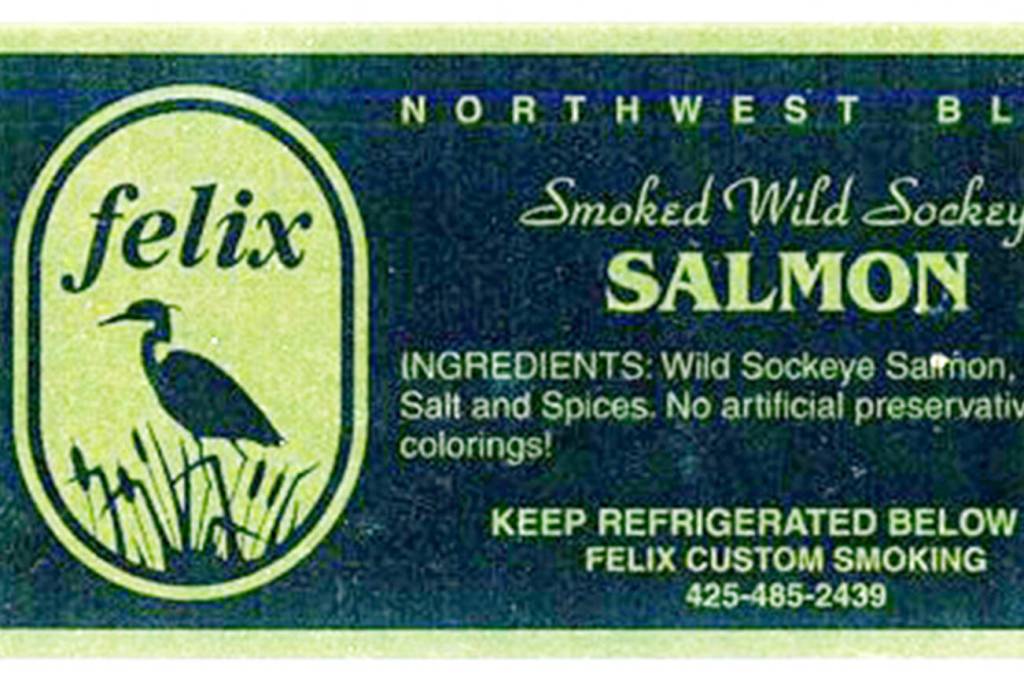 felix
NORTHWEST BL
Smoked Wild Sockey
SALMON
INGREDIENTS: Wild Sockeye Salmon,
Salt and Spices. No artificial preservativ
colorings!
KEEP REFRIGERATED BELOW
FELIX CUSTOM SMOKING
425-485-2439